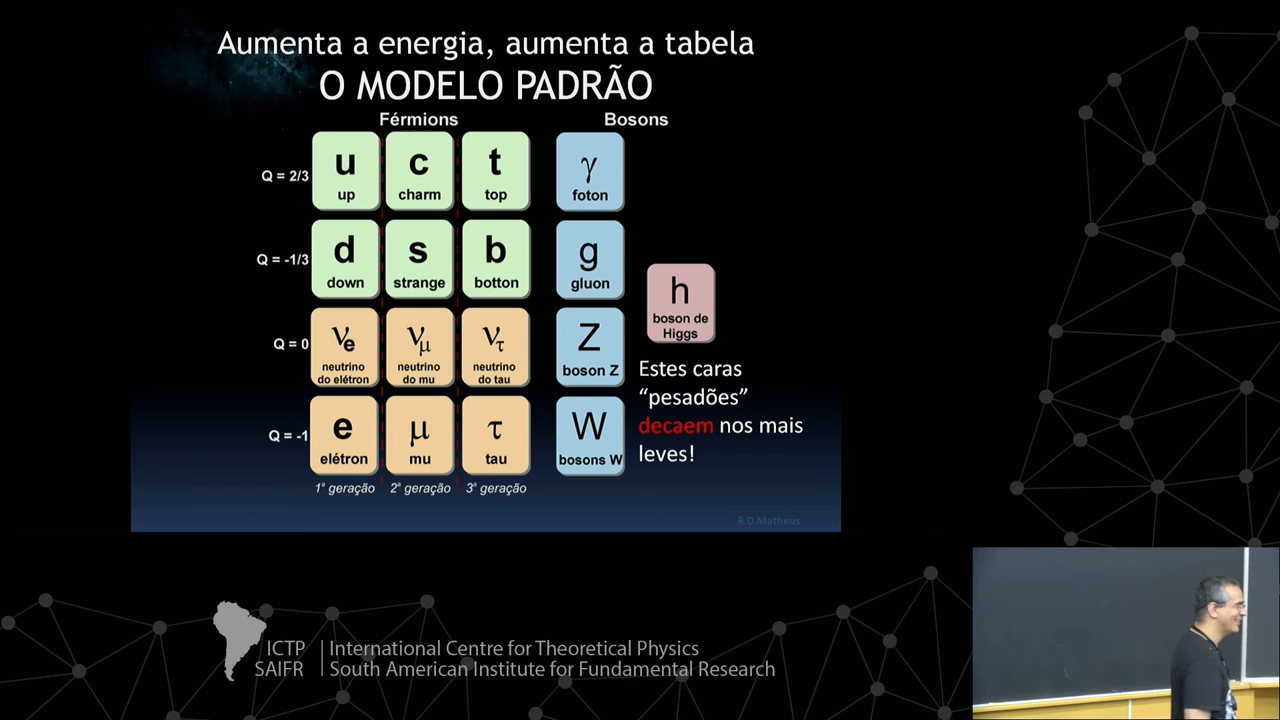 Aumenta a energia, aumenta a tabela
O MODELO PADRÃO
Férmions
Bosons
Q = 2/3
u
up
c
charm
t
top
γ
foton
Q = -1/3
d
down
s
strange
b
botton
g
gluon
h
boson de
Higgs
Q = 0
νe
neutrino
do elétron
νμ
neutrino
do mu
ντ
neutrino
do tau
Z
boson Z
Q = -1
e
elétron
μ
mu
τ
tau
W
bosons W
1ª geração
2ª geração
3ª geração
Estes caras
“pesadões”
decaem nos mais
leves!
R.D.Matheus
ICTP
SAIFR
International Centre for Theoretical Physics
South American Institute for Fundamental Research